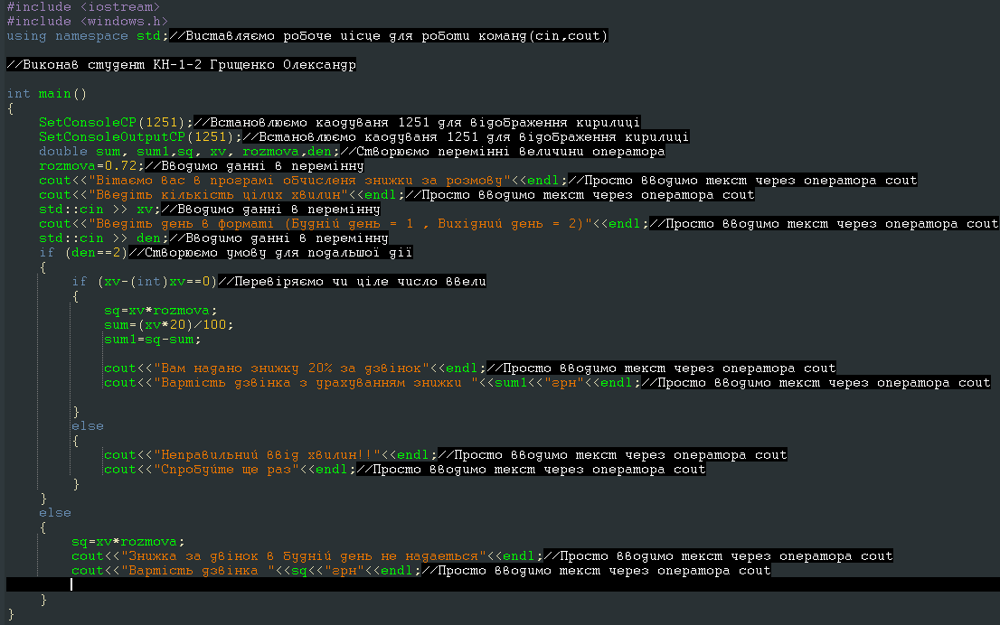 #include <iostream>
#include <windows.h>
using namespace std;//Виставляємо робоче місце для роботи команд(cin,cout)
//Виконав студент КН-1-2 Грищенко Олександр
int main()
{
SetConsoleCP(1251);//Встановлюємо каодуваня 1251 для відображення кирилиці
SetConsoleOutputCP(1251);//Встановлюємо каодуваня 1251 для відображення кирилиці
double sum, sum1,sq, xv, rozmova,den;//Створюємо перемінні величини оператора
rozmova=0.72;//Вводимо данні в перемінну
cout<<"Вітаємо вас в програмі обчисленя знижки за розмову"<<endl;//Просто вводимо текст через оператора cout
cout<<"Введіть кількість цілих хвилин"<<endl;//Просто вводимо текст через оператора cout
std::cin >> xv;//Вводимо данні в перемінну
cout<<"Введіть день в форматі (Будній день = 1 , Вихідний день = 2)"<<endl;//Просто вводимо текст через оператора cout
std::cin >> den;//Вводимо данні в перемінну
if (den==2)//Створюємо умову для подальшої дії
{
if (xv-(int)xv==0)//Перевіряємо чи ціле число ввели
{
sq=xv*rozmova;
sum=(xv*20)/100;
sum1=sq-sum;
cout<<"Вам надано знижку 20% за дзвінок"<<endl;//Просто вводимо текст через оператора cout
cout<<"Вартість дзвінка з урахуванням знижки "<<sum1<<"грн"<<endl;//Просто вводимо текст через оператора cout
}
else
{
cout<<"Неправильний ввід хвилин!!"<<endl;//Просто вводимо текст через оператора cout
cout<<"Спробуйте ще раз"<<endl;//Просто вводимо текст через оператора cout
}
}
else
{
sq=xv*rozmova;
cout<<"Знижка за двінок в будній день не надається"<<endl;//Просто вводимо текст через оператора cout
cout<<"Вартість дзвінка "<<sq<<"грн"<<endl;//Просто вводимо текст через оператора cout
}
}